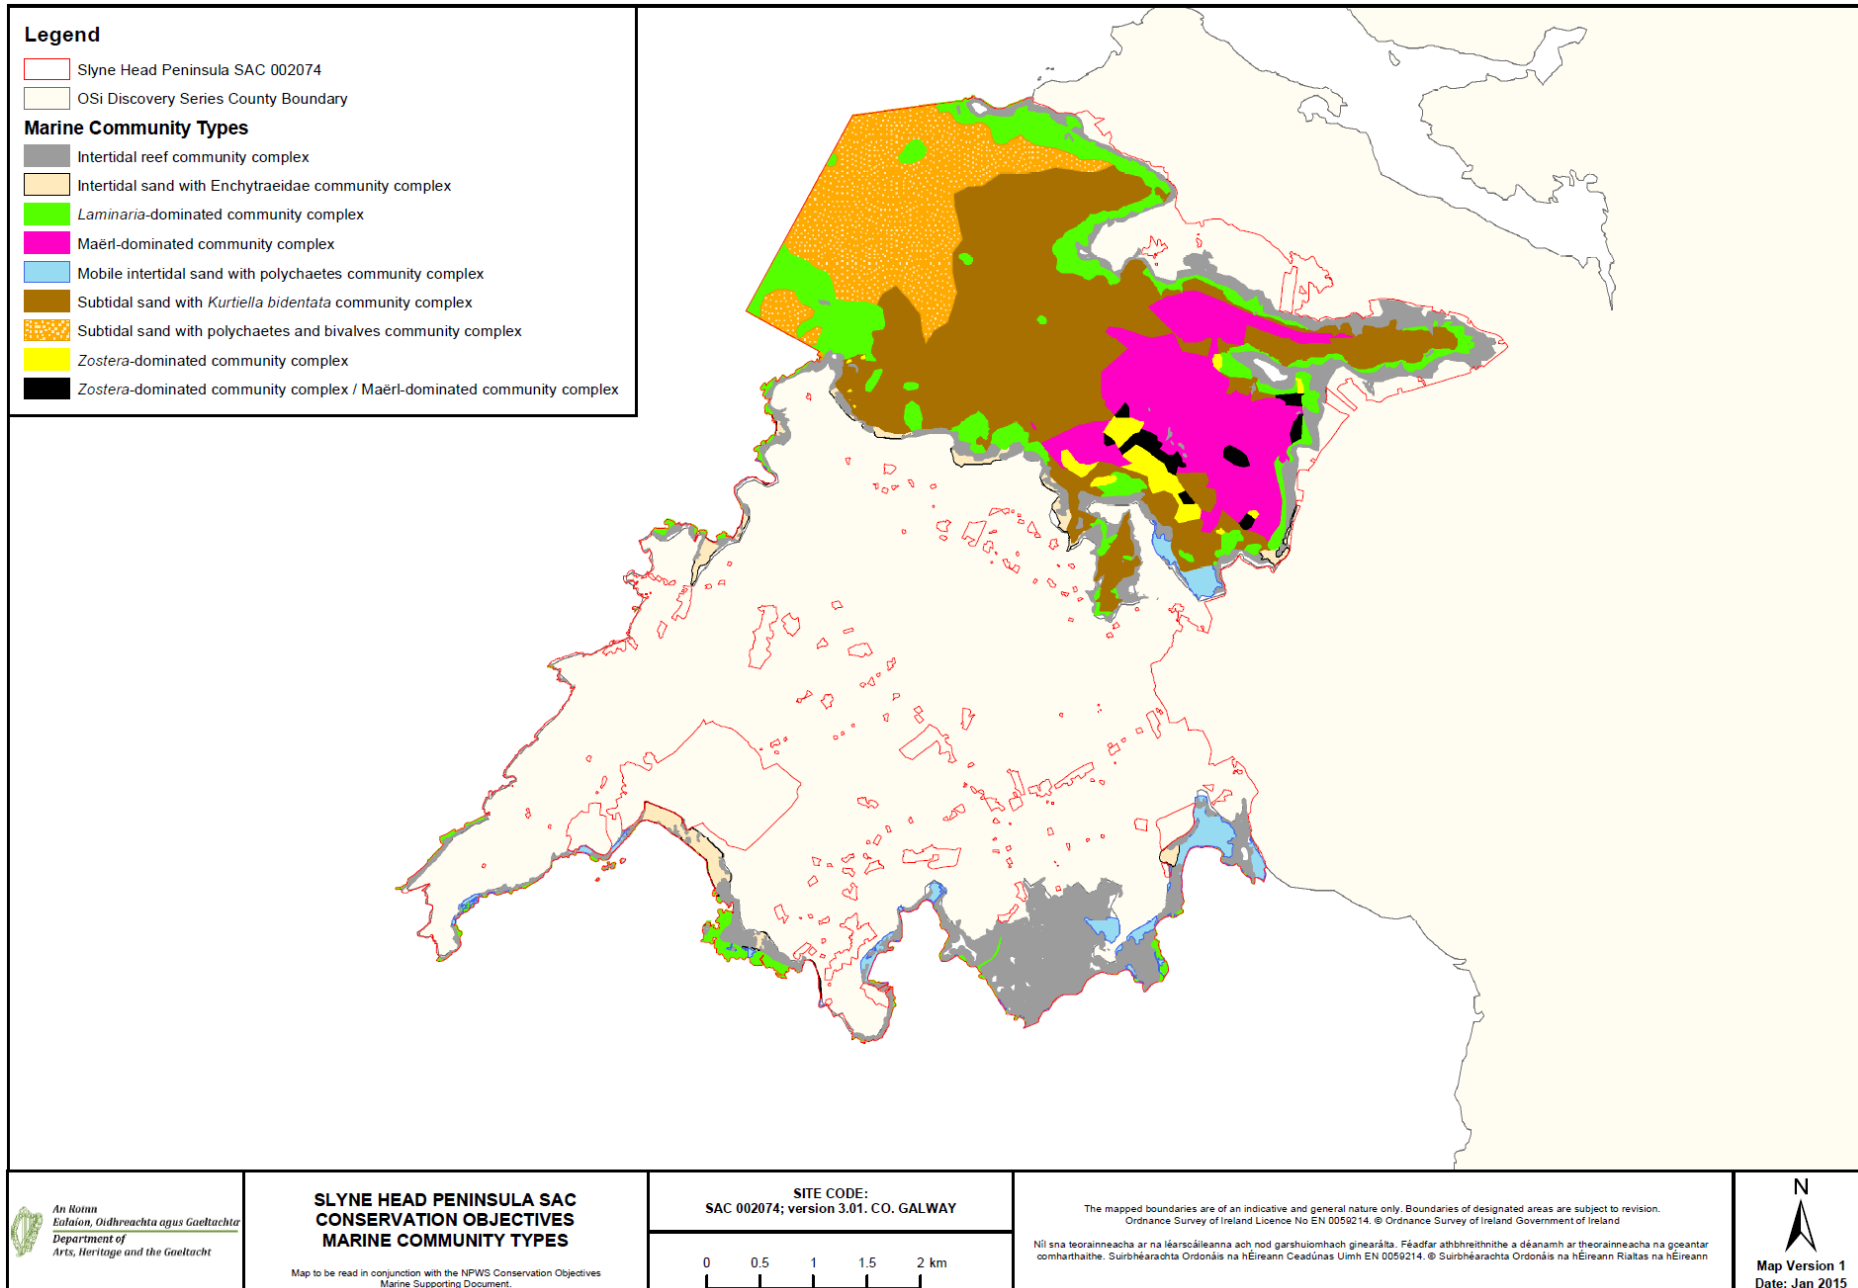 Legend
Slyne Head Peninsula SAC 002074
OSi Discovery Series County Boundary
Marine Community Types
Intertidal reef community complex
Intertidal sand with Enchytraeidae community complex
Laminaria-dominated community complex
Maërl-dominated community complex
Mobile intertidal sand with polychaetes community complex
Subtidal sand with Kurtiella bidentata community complex
Subtidal sand with polychaetes and bivalves community complex
Zostera-dominated community complex
Zostera-dominated community complex / Maërl-dominated community complex
An Roinn
Ealaíon, Oidhreachta agus Gaeltachta
Department of
Arts, Heritage and the Gaeltacht
SLYNE HEAD PENINSULA SAC
CONSERVATION OBJECTIVES
MARINE COMMUNITY TYPES
Map to be read in conjunction with the NPWS Conservation Objectives
Marine Supporting Document.
SITE CODE:
SAC 002074; version 3.01. CO. GALWAY
0 0.5 1 1.5 2 km
The mapped boundaries are of an indicative and general nature only. Boundaries of designated areas are subject to revision.
Ordnance Survey of Ireland Licence No EN 0059214. © Ordnance Survey of Ireland Government of Ireland
Níl sna teorainneacha ar na léarscáileanna ach nod garshuiomhach ginearálta. Féadfar athbhreithnithe a déanamh ar theorainneacha na gceantar
comharthaithe. Suirbhéarachta Ordonáis na hÉireann Ceadúnas Uimh EN 0059214. © Suirbhéarachta Ordonáis na hÉireann Rialtas na hÉireann
N
Map Version 1
Date: Jan 2015